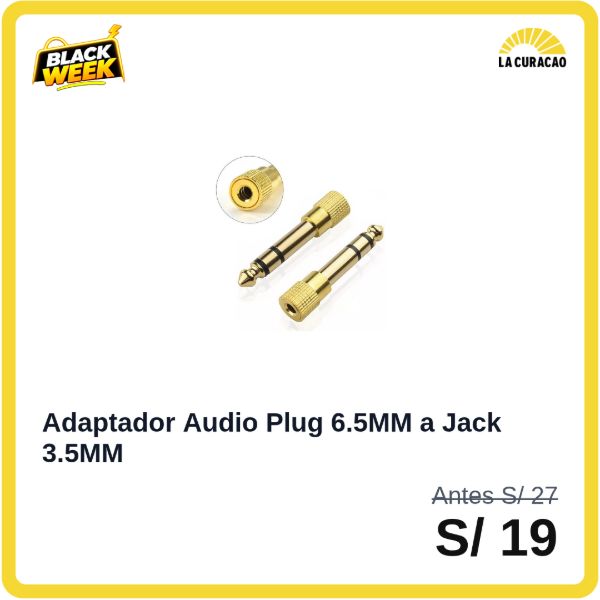 BLACK
WEEK
LA CURACAO
Adaptador Audio Plug 6.5MM a Jack
3.5MM
Antes S/ 27
S/ 19